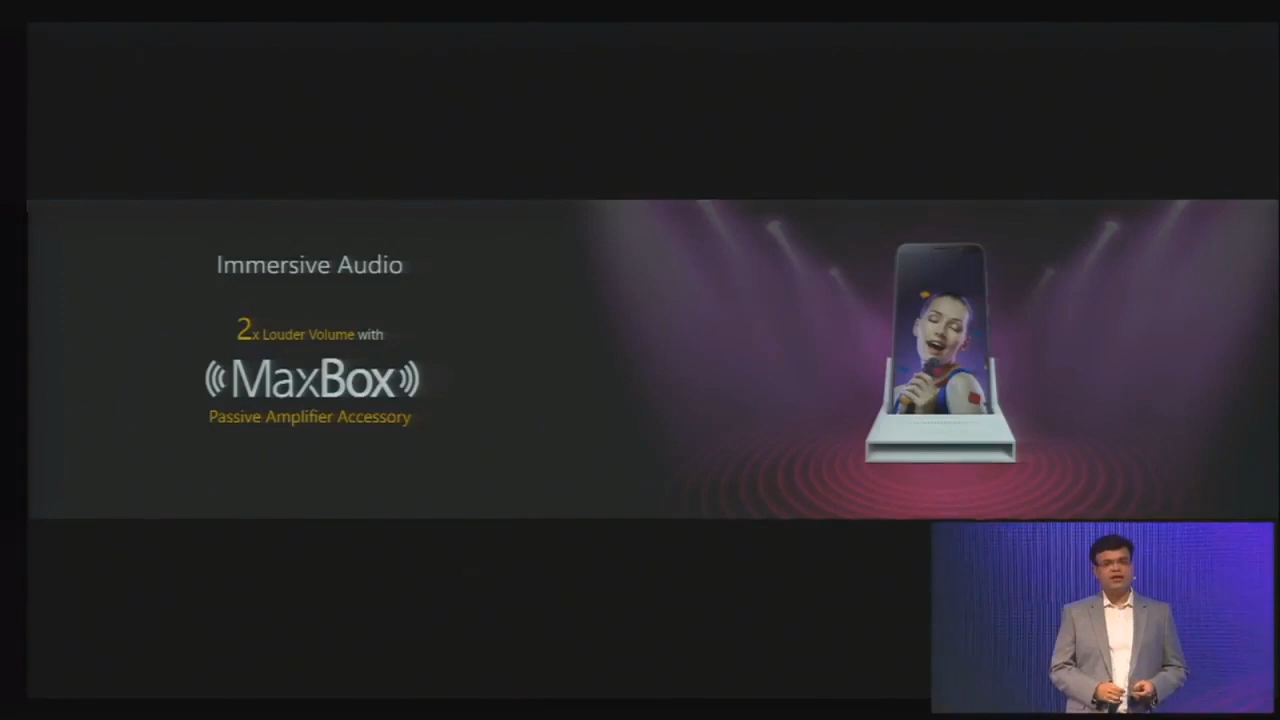 Immersive Audio
2x Louder Volume with
MaxBox
Passive Amplifier Accessory